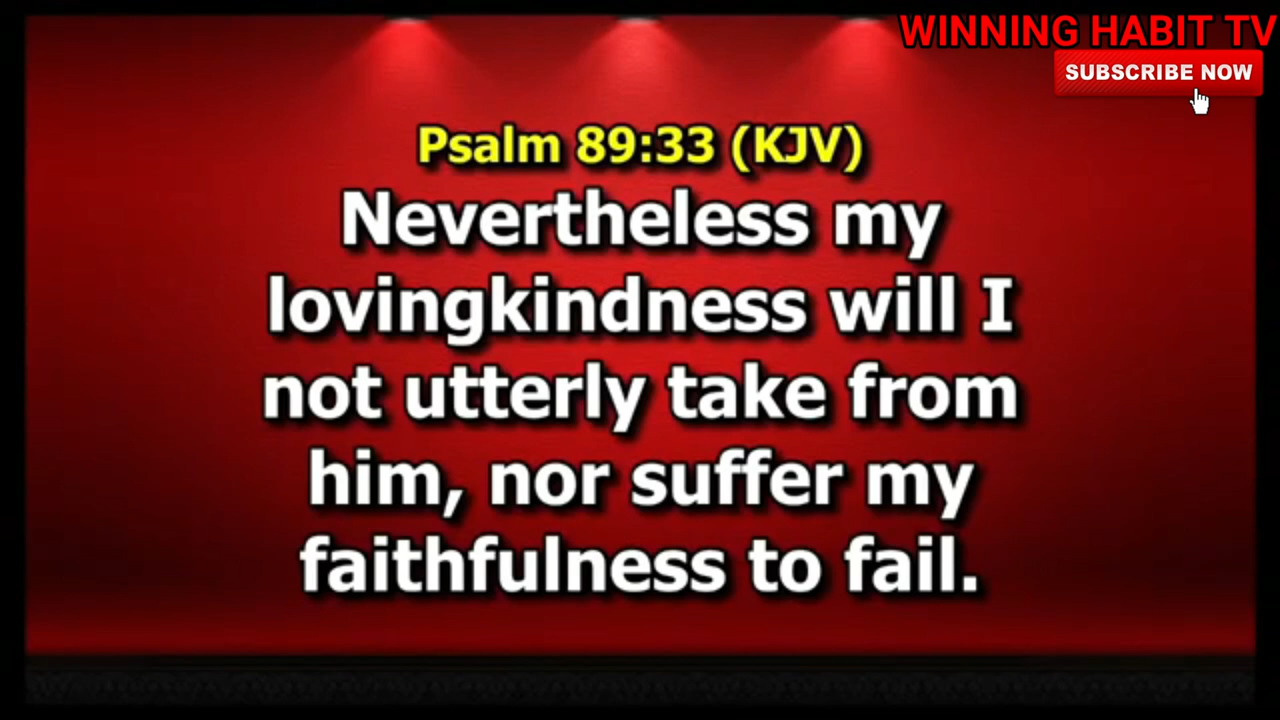 WINNING HABIT TV
SUBSCRIBE NOW
Psalm 89:33 (KJV)
Nevertheless my
lovingkindness will I
not utterly take from
him, nor suffer my
faithfulness to fail.